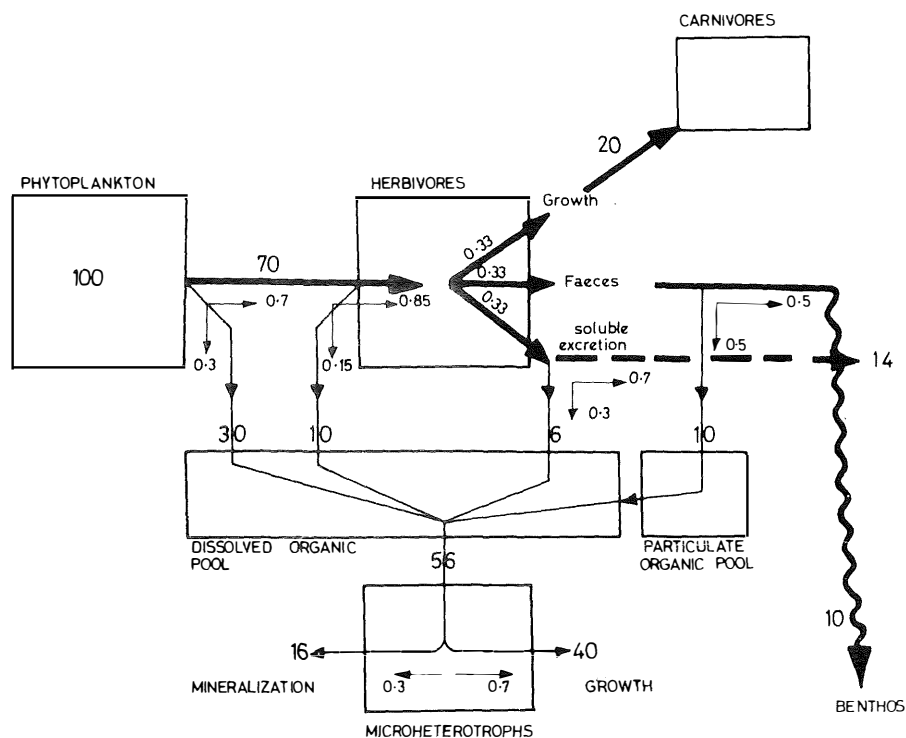 CARNIVORES
20
PHYTOPLANKTON
HERBIVORES
Growth
100
70
0·33
0·33
0·33
Faeces
0·7
0·3
0·85
0·15
soluble
excretion
0·5
0·5
14
0·7
0·3
30
10
6
10
DISSOLVED ORGANIC
POOL
PARTICULATE
ORGANIC POOL
56
10
16
40
MINERALIZATION
0·3
0·7
GROWTH
MICROHETEROTROPHS
BENTHOS